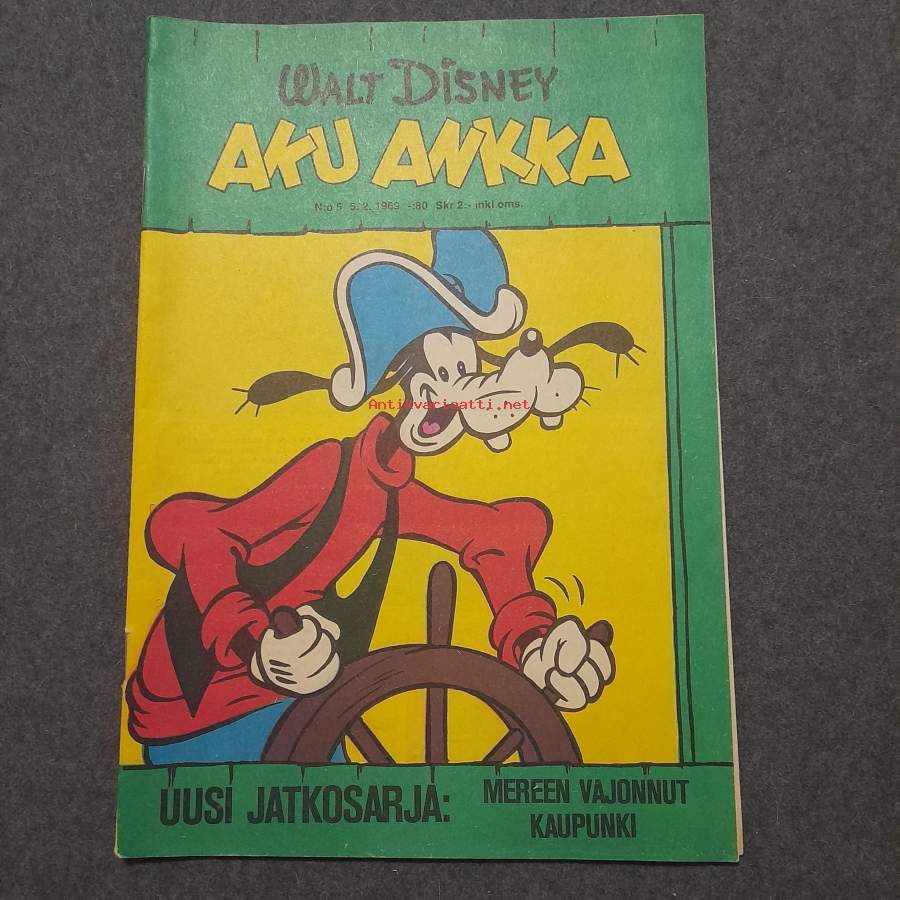 WALT DISNEY
AKU ANKKA
N:o 6 5.2.1969 -:80 Skr 2:- inkl.oms.
Antikvariaatti.net
UUSI JATKOSARJA:
MEREEN VAJONNUT
KAUPUNKI